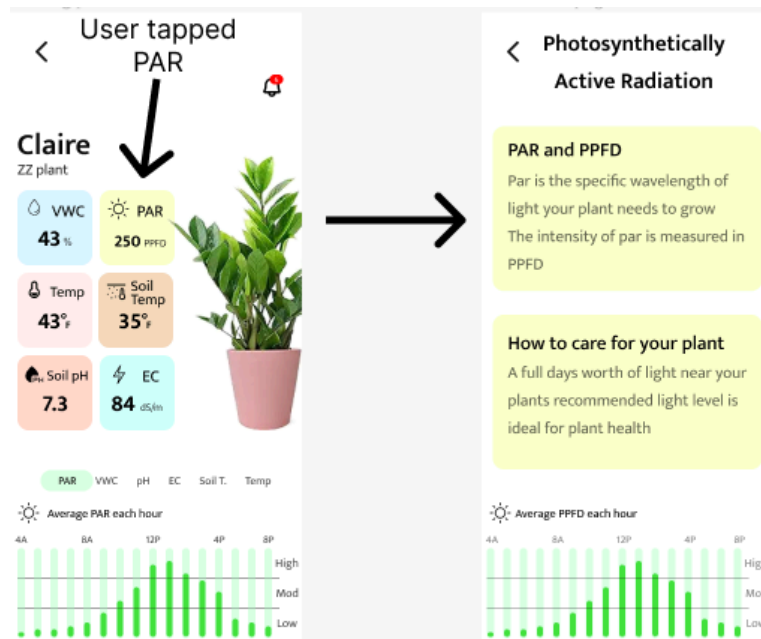 User tapped
PAR
Claire
ZZ plant
VWC
43 %
PAR
250 PPFD
Temp
43°F
Soil
Temp
35°F
Soil pH
7.3
EC
84 dS/m
PAR VWC pH EC Soil T. Temp
Average PAR each hour
4A 8A 12P 4P 8P
High
Mod
Low
Photosynthetically
Active Radiation
PAR and PPFD
Par is the specific wavelength of
light your plant needs to grow
The intensity of par is measured in
PPFD
How to care for your plant
A full days worth of light near your
plants recommended light level is
ideal for plant health
Average PPFD each hour
4A 8A 12P 4P 8P
Hig
Mo
Lov